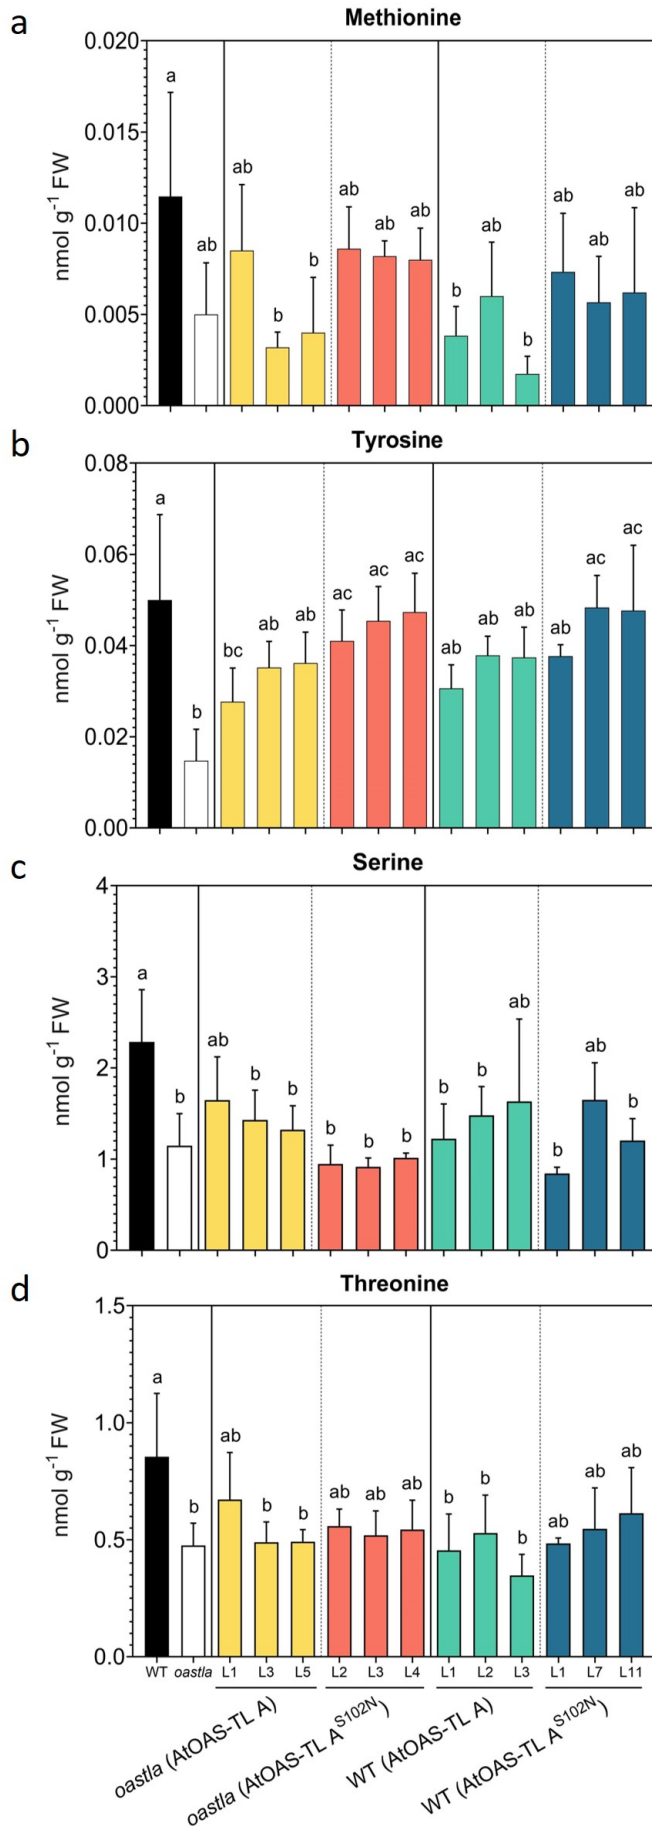 a
Methionine
nmol g⁻¹ FW
0.020
0.015
0.010
0.005
0.000
a ab ab b b ab ab ab b ab b ab ab ab
b
Tyrosine
nmol g⁻¹ FW
0.08
0.06
0.04
0.02
0.00
a b bc ab ab ac ac ac ab ab ab ab ac ac
c
Serine
nmol g⁻¹ FW
4
3
2
1
0
a b ab b b b b b b b ab b ab b
d
Threonine
nmol g⁻¹ FW
1.5
1.0
0.5
0.0
a b ab b b ab ab ab b b b ab ab ab
WT oastla L1 L3 L5 L2 L3 L4 L1 L2 L3 L1 L7 L11
oastla (AtOAS-TL A)
oastla (AtOAS-TL A^S102N)
WT (AtOAS-TL A)
WT (AtOAS-TL A^S102N)